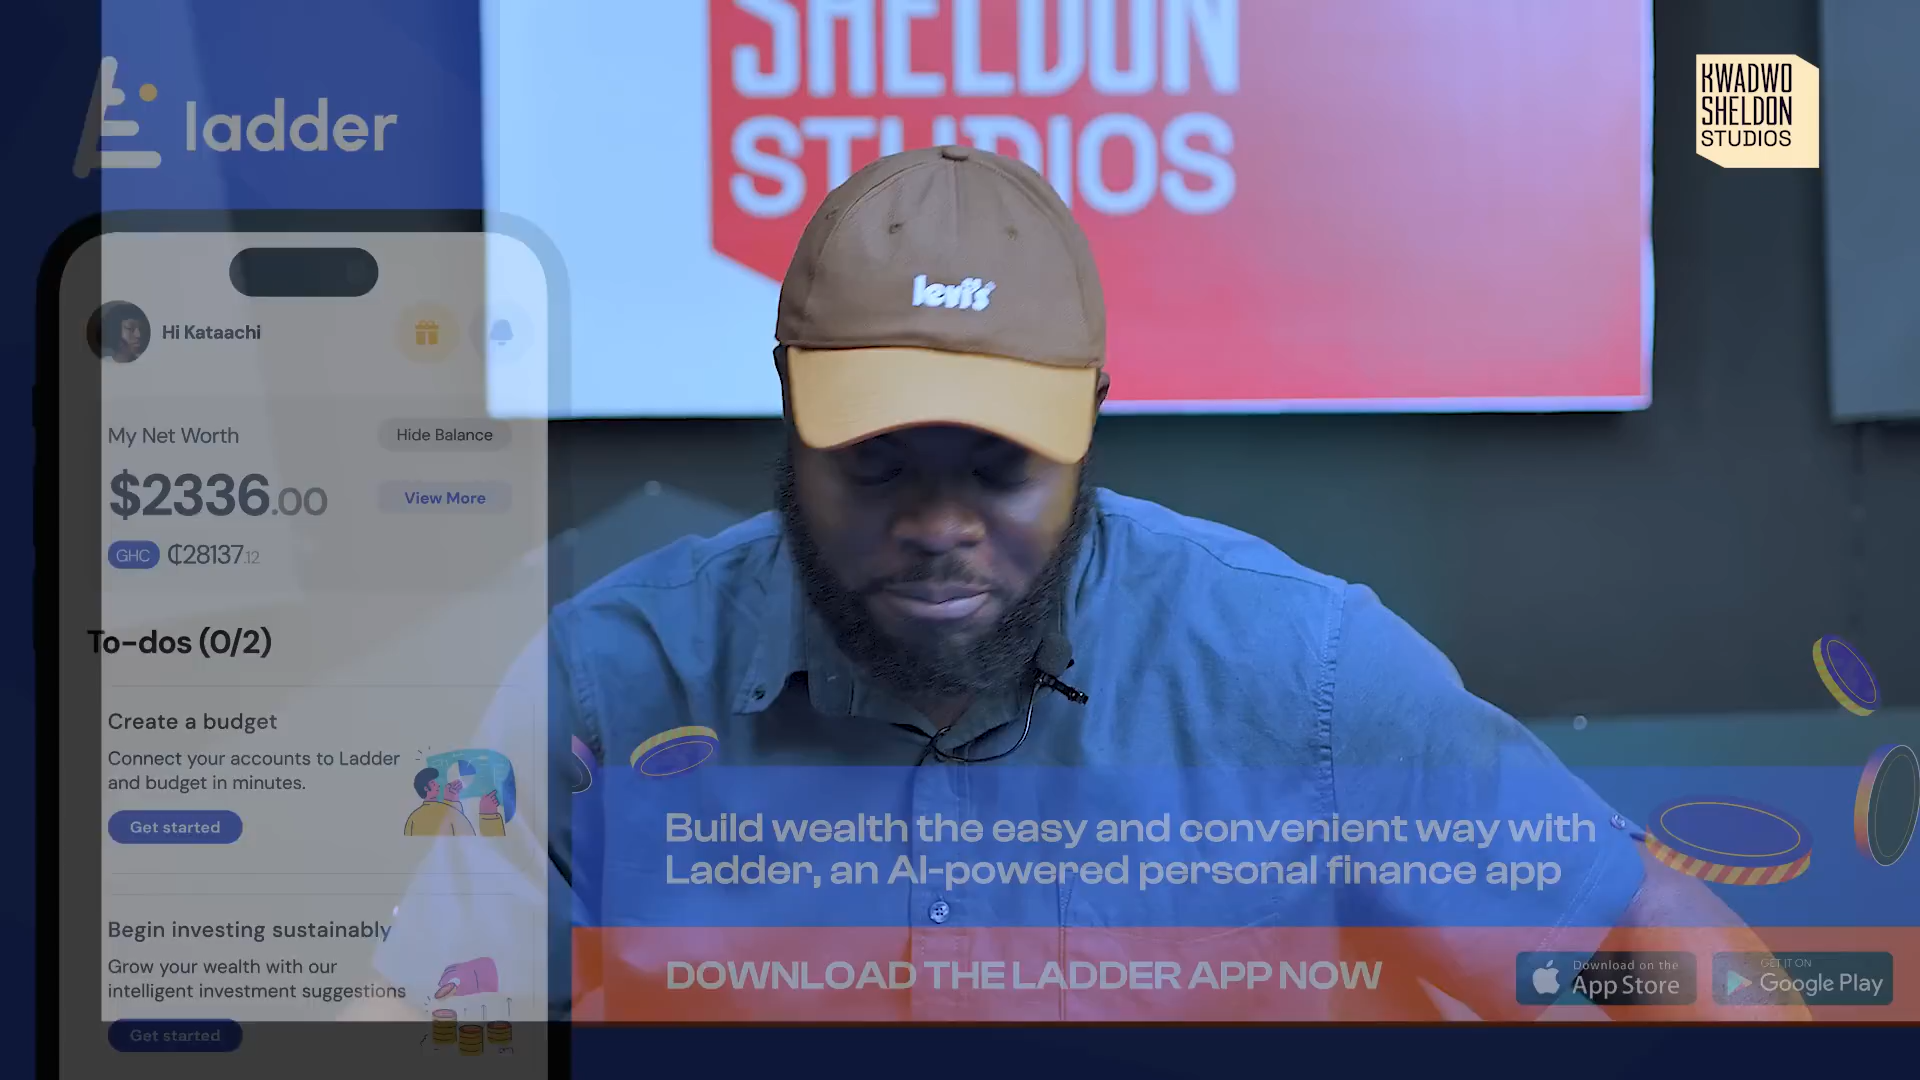 ladder
SHELDON
STUDIOS
KWADWO
SHELDON
STUDIOS
levi's
Hi Kataachi
My Net Worth
Hide Balance
$2336.00
View More
GHC ₵28137.12
To-dos (0/2)
Create a budget
Connect your accounts to Ladder
and budget in minutes.
Get started
Begin investing sustainably
Grow your wealth with our
intelligent investment suggestions
Get started
Build wealth the easy and convenient way with
Ladder, an AI-powered personal finance app
DOWNLOAD THE LADDER APP NOW
Download on the
App Store
GET IT ON
Google Play